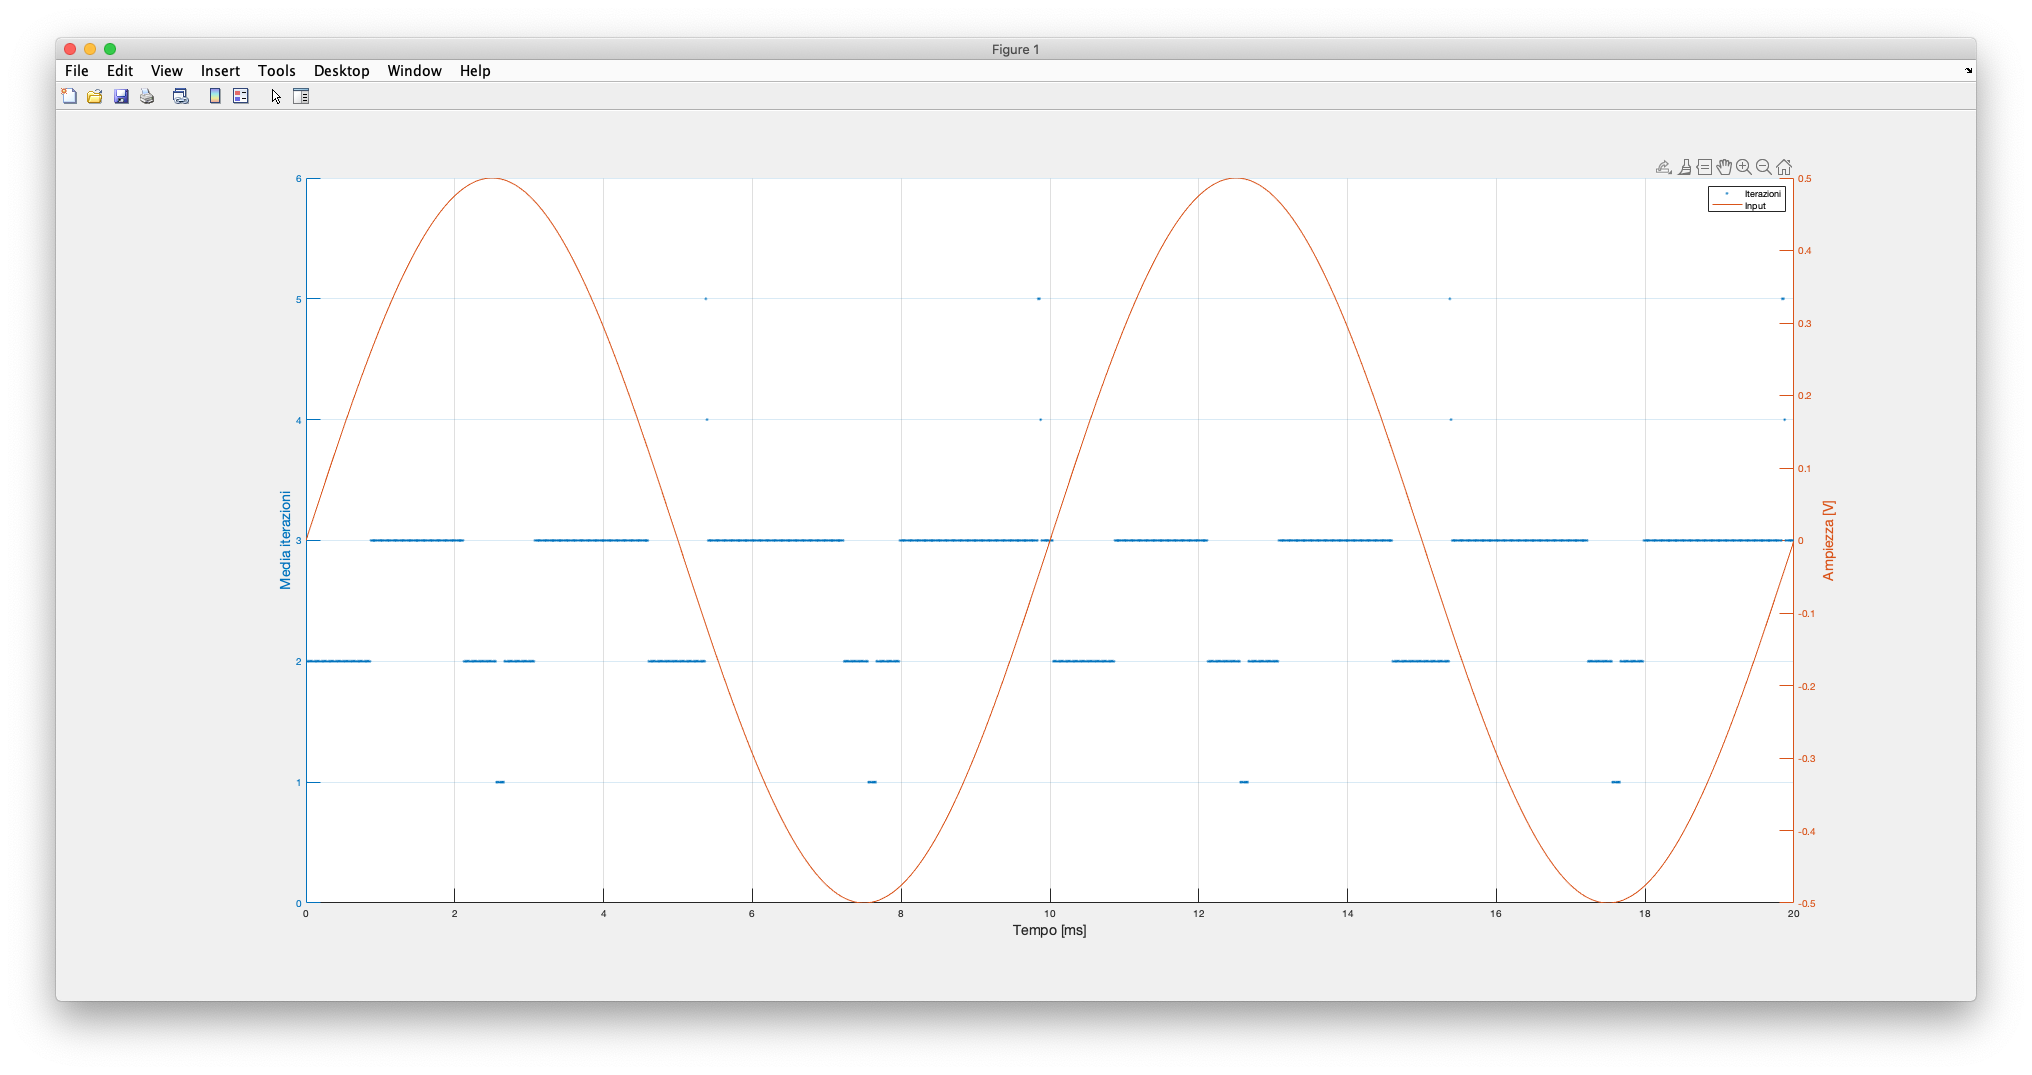 Figure 1
File Edit View Insert Tools Desktop Window Help
Iterazioni
Input
Media iterazioni
6
5
4
3
2
1
0
0.5
0.4
0.3
0.2
0.1
0
-0.1
-0.2
-0.3
-0.4
-0.5
Ampiezza [V]
0 2 4 6 8 10 12 14 16 18 20
Tempo [ms]